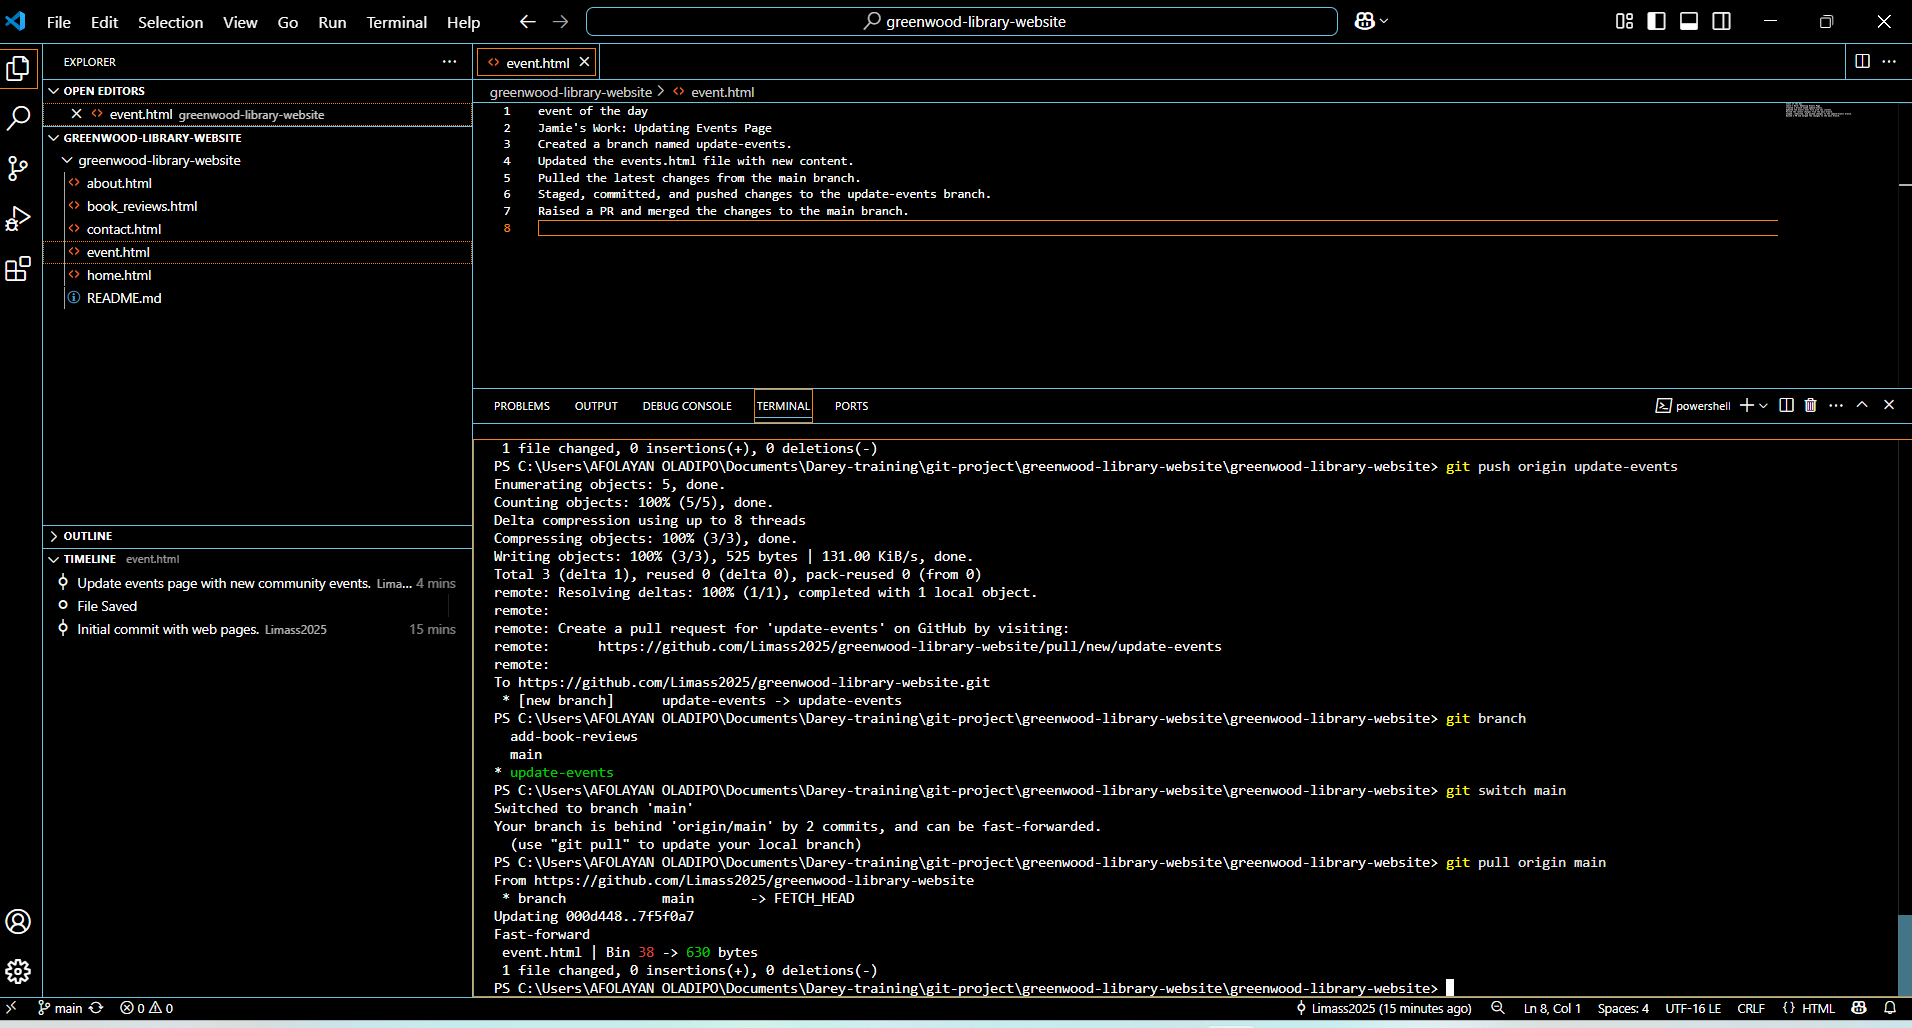 File Edit Selection View Go Run Terminal Help
greenwood-library-website
EXPLORER
OPEN EDITORS
event.html greenwood-library-website
GREENWOOD-LIBRARY-WEBSITE
greenwood-library-website
about.html
book_reviews.html
contact.html
event.html
home.html
README.md
OUTLINE
TIMELINE event.html
Update events page with new community events. Lima... 4 mins
File Saved
Initial commit with web pages. Limass2025 15 mins
event.html
greenwood-library-website > event.html
1 event of the day
2 Jamie's Work: Updating Events Page
3 Created a branch named update-events.
4 Updated the events.html file with new content.
5 Pulled the latest changes from the main branch.
6 Staged, committed, and pushed changes to the update-events branch.
7 Raised a PR and merged the changes to the main branch.
8
PROBLEMS OUTPUT DEBUG CONSOLE TERMINAL PORTS
powershell
1 file changed, 0 insertions(+), 0 deletions(-)
PS C:\Users\AFOLAYAN OLADIPO\Documents\Darey-training\git-project\greenwood-library-website\greenwood-library-website> git push origin update-events
Enumerating objects: 5, done.
Counting objects: 100% (5/5), done.
Delta compression using up to 8 threads
Compressing objects: 100% (3/3), done.
Writing objects: 100% (3/3), 525 bytes | 131.00 KiB/s, done.
Total 3 (delta 1), reused 0 (delta 0), pack-reused 0 (from 0)
remote: Resolving deltas: 100% (1/1), completed with 1 local object.
remote:
remote: Create a pull request for 'update-events' on GitHub by visiting:
remote: https://github.com/Limass2025/greenwood-library-website/pull/new/update-events
remote:
To https://github.com/Limass2025/greenwood-library-website.git
* [new branch] update-events -> update-events
PS C:\Users\AFOLAYAN OLADIPO\Documents\Darey-training\git-project\greenwood-library-website\greenwood-library-website> git branch
add-book-reviews
main
* update-events
PS C:\Users\AFOLAYAN OLADIPO\Documents\Darey-training\git-project\greenwood-library-website\greenwood-library-website> git switch main
Switched to branch 'main'
Your branch is behind 'origin/main' by 2 commits, and can be fast-forwarded.
(use "git pull" to update your local branch)
PS C:\Users\AFOLAYAN OLADIPO\Documents\Darey-training\git-project\greenwood-library-website\greenwood-library-website> git pull origin main
From https://github.com/Limass2025/greenwood-library-website
* branch main -> FETCH_HEAD
Updating 000d448..7f5f0a7
Fast-forward
event.html | Bin 38 -> 630 bytes
1 file changed, 0 insertions(+), 0 deletions(-)
PS C:\Users\AFOLAYAN OLADIPO\Documents\Darey-training\git-project\greenwood-library-website\greenwood-library-website>
main 0 0 Limass2025 (15 minutes ago) Ln 8, Col 1 Spaces: 4 UTF-16 LE CRLF {} HTML